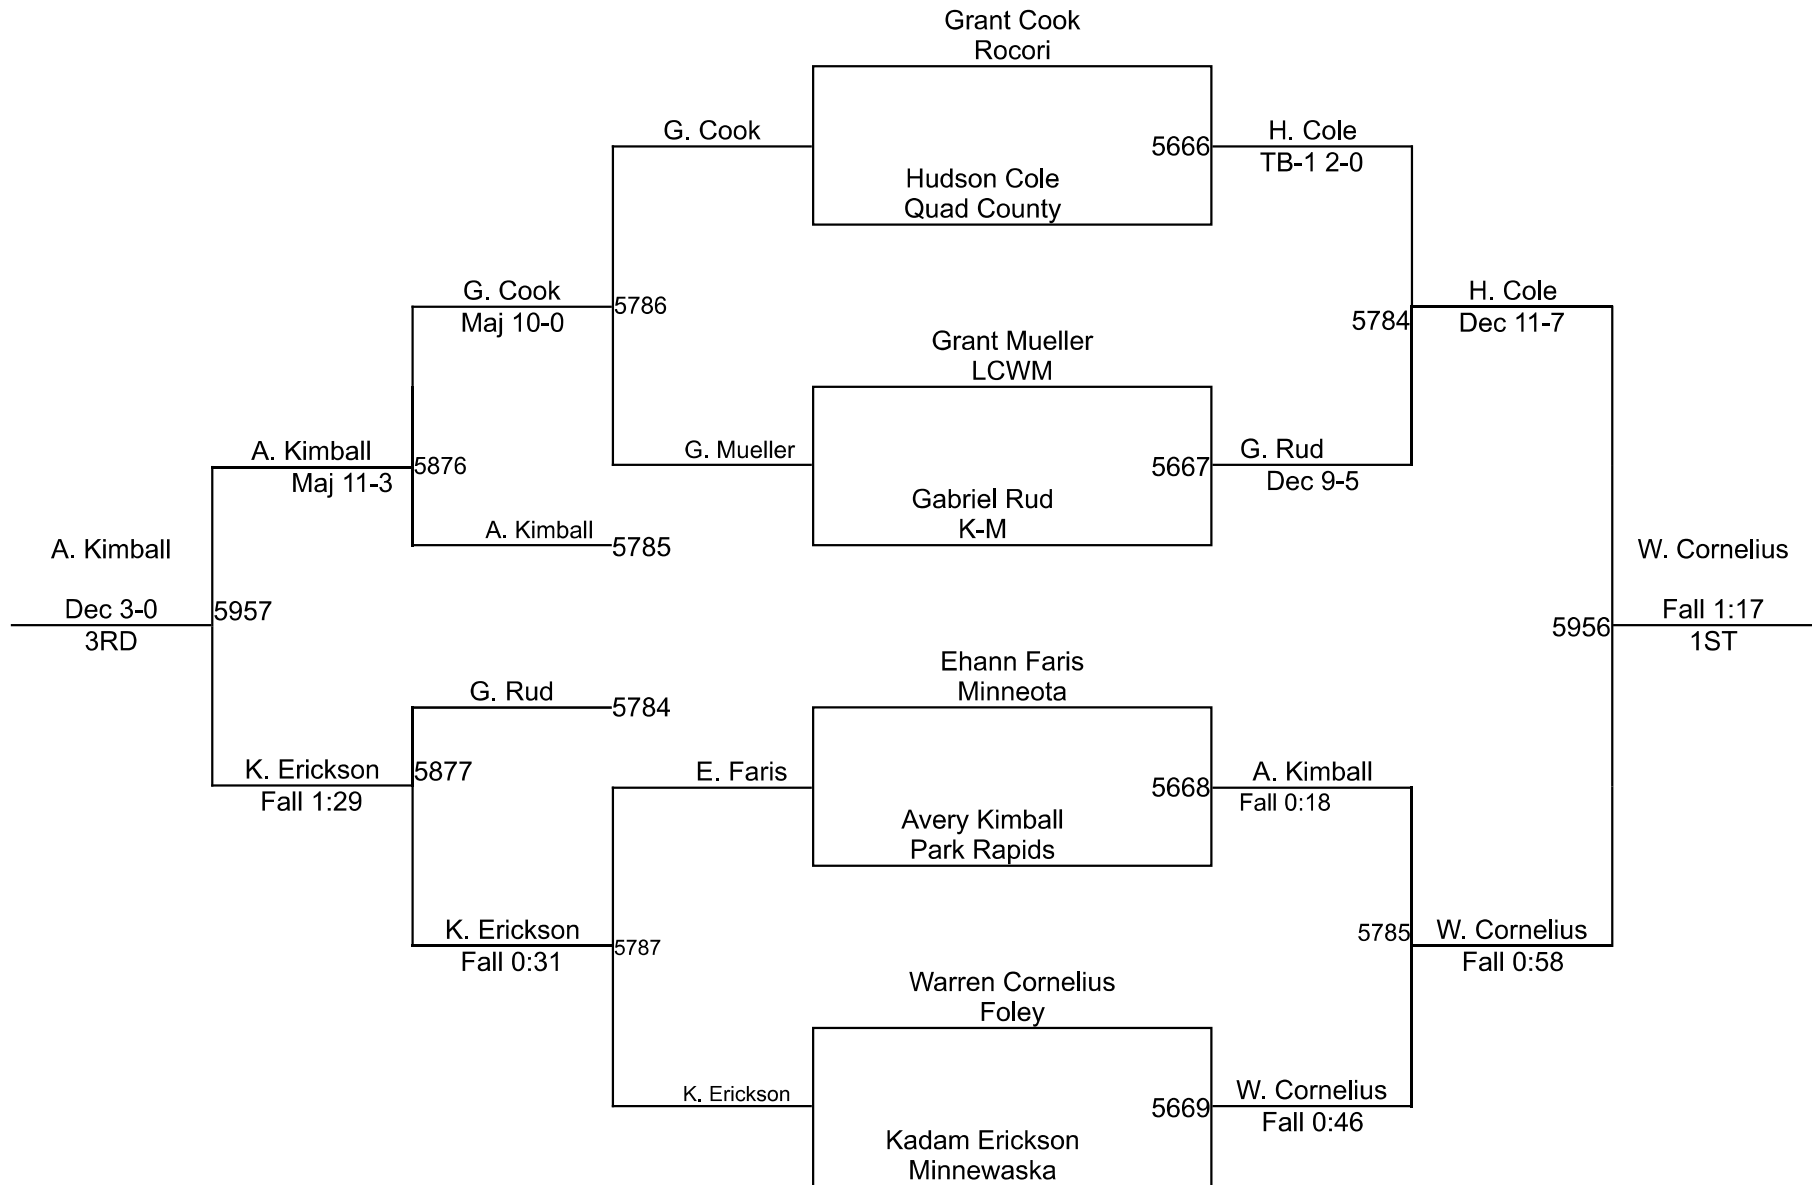 Grant Cook
Rocori
G. Cook
5666
H. Cole
TB-1 2-0
Hudson Cole
Quad County
G. Cook
Maj 10-0
5786
5784
H. Cole
Dec 11-7
Grant Mueller
LCWM
A. Kimball
Maj 11-3
5876
G. Mueller
5667
G. Rud
Dec 9-5
Gabriel Rud
K-M
A. Kimball
5785
A. Kimball
Dec 3-0
3RD
5957
W. Cornelius
Fall 1:17
1ST
5956
G. Rud
5784
Ehann Faris
Minneota
K. Erickson
Fall 1:29
5877
E. Faris
5668
A. Kimball
Fall 0:18
Avery Kimball
Park Rapids
K. Erickson
Fall 0:31
5787
5785
W. Cornelius
Fall 0:58
Warren Cornelius
Foley
K. Erickson
5669
W. Cornelius
Fall 0:46
Kadam Erickson
Minnewaska